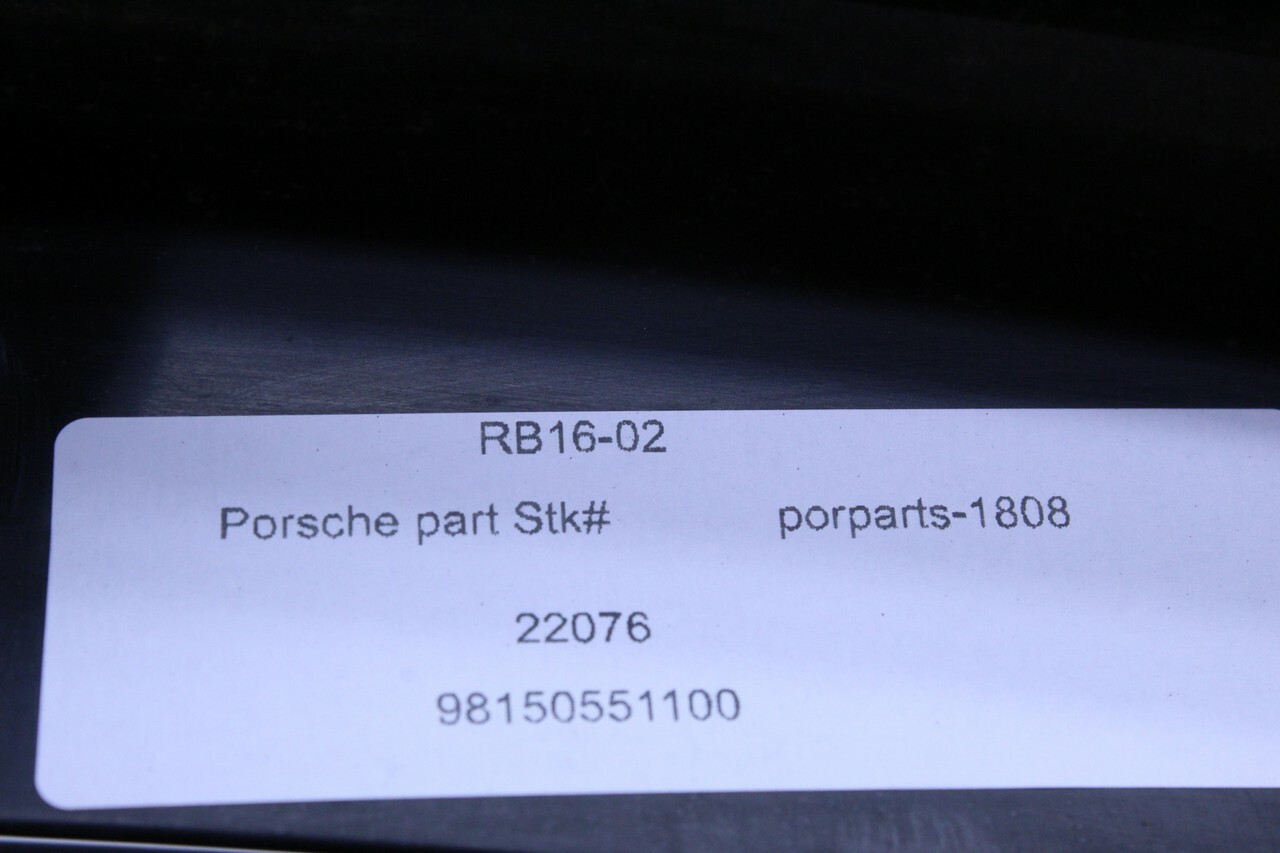 RB16-02
Porsche part Stk# porparts-1808
22076
98150551100